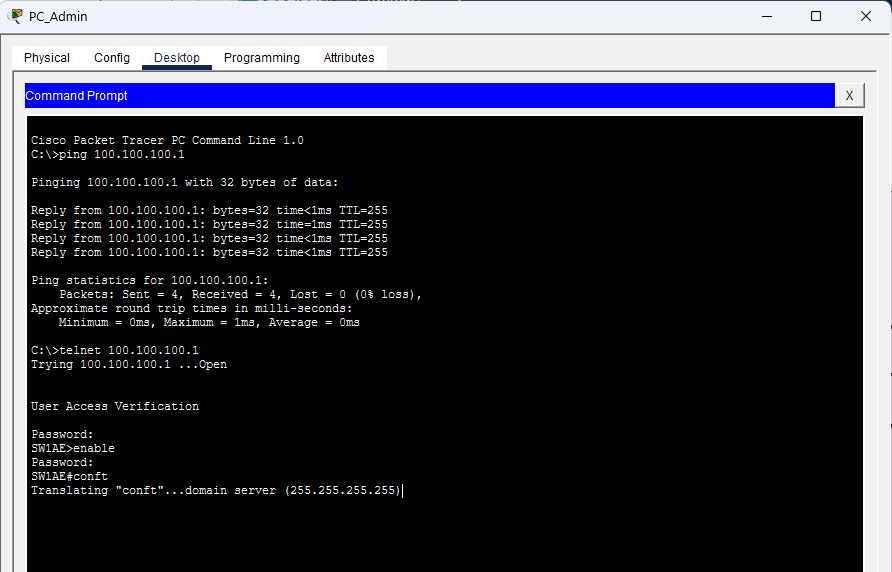 PC_Admin
Physical Config Desktop Programming Attributes
Command Prompt
X
Cisco Packet Tracer PC Command Line 1.0
C:\>ping 100.100.100.1
Pinging 100.100.100.1 with 32 bytes of data:
Reply from 100.100.100.1: bytes=32 time<1ms TTL=255
Reply from 100.100.100.1: bytes=32 time=1ms TTL=255
Reply from 100.100.100.1: bytes=32 time<1ms TTL=255
Reply from 100.100.100.1: bytes=32 time<1ms TTL=255
Ping statistics for 100.100.100.1:
    Packets: Sent = 4, Received = 4, Lost = 0 (0% loss),
Approximate round trip times in milli-seconds:
    Minimum = 0ms, Maximum = 1ms, Average = 0ms
C:\>telnet 100.100.100.1
Trying 100.100.100.1 ...Open
User Access Verification
Password:
SW1AE>enable
Password:
SW1AE#conft
Translating "conft"...domain server (255.255.255.255)